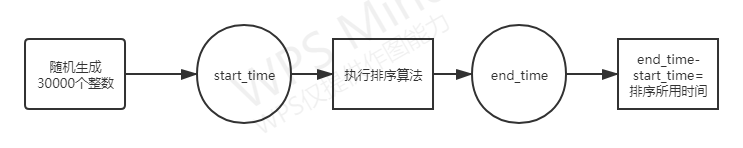 随机生成
30000个整数
start_time
执行排序算法
end_time
end_time-
start_time=
排序所用时间